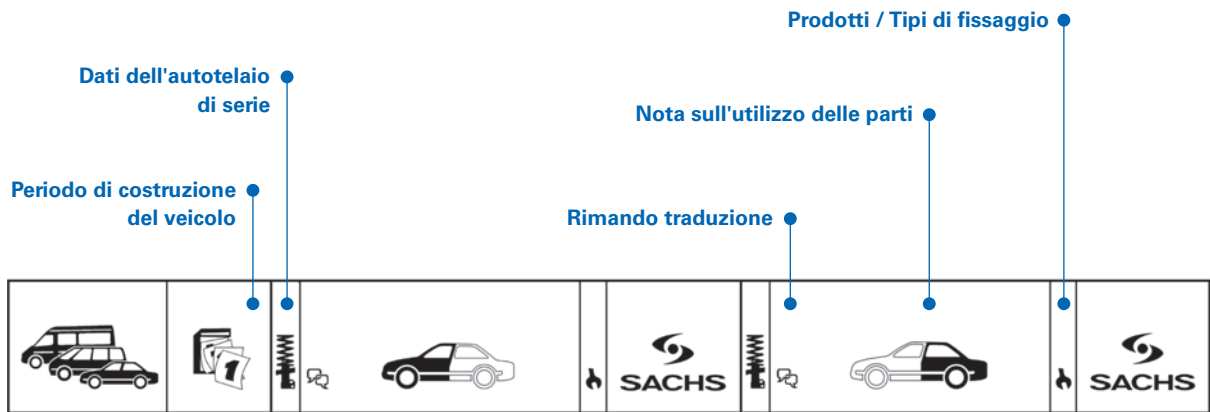 Prodotti / Tipi di fissaggio
Dati dell'autotelaio
di serie
Nota sull'utilizzo delle parti
Periodo di costruzione
del veicolo
Rimando traduzione
1
SACHS
SACHS